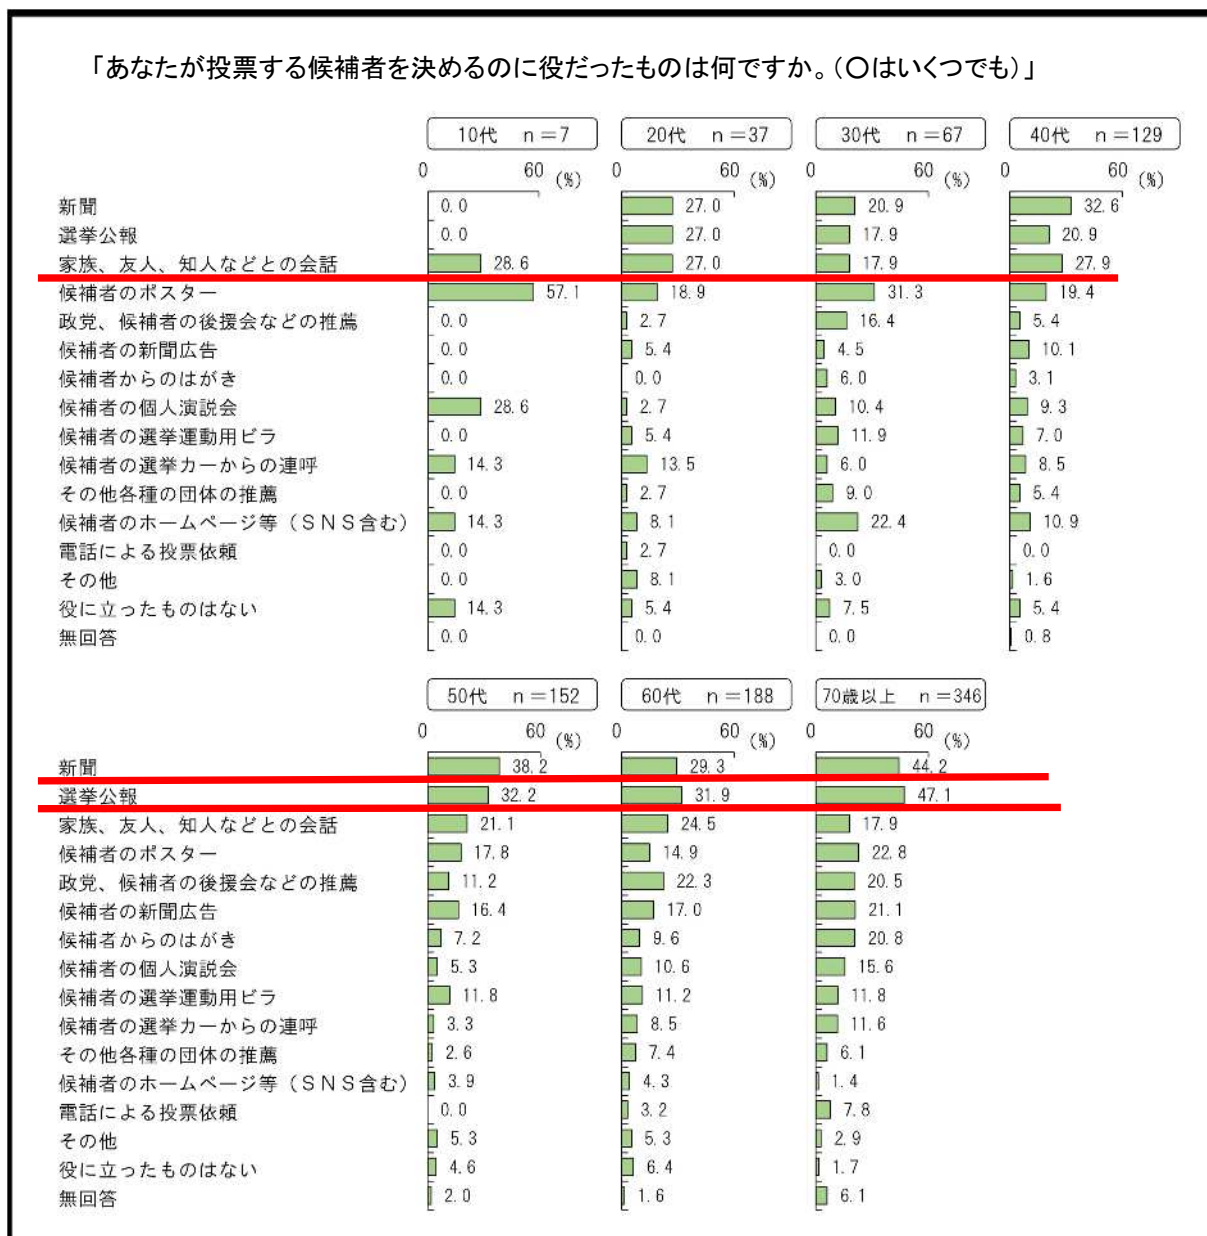 「あなたが投票する候補者を決めるのに役だったものは何ですか。（〇はいくつでも）」
10代 n＝7 20代 n＝37 30代 n＝67 40代 n＝129
0 60 (%) 0 60 (%) 0 60 (%) 0 60 (%)
新聞 0.0 27.0 20.9 32.6
選挙公報 0.0 27.0 17.9 20.9
家族、友人、知人などとの会話 28.6 27.0 17.9 27.9
候補者のポスター 57.1 18.9 31.3 19.4
政党、候補者の後援会などの推薦 0.0 2.7 16.4 5.4
候補者の新聞広告 0.0 5.4 4.5 10.1
候補者からのはがき 0.0 0.0 6.0 3.1
候補者の個人演説会 28.6 2.7 10.4 9.3
候補者の選挙運動用ビラ 0.0 5.4 11.9 7.0
候補者の選挙カーからの連呼 14.3 13.5 6.0 8.5
その他各種の団体の推薦 0.0 2.7 9.0 5.4
候補者のホームページ等（ＳＮＳ含む） 14.3 8.1 22.4 10.9
電話による投票依頼 0.0 2.7 0.0 0.0
その他 0.0 8.1 3.0 1.6
役に立ったものはない 14.3 5.4 7.5 5.4
無回答 0.0 0.0 0.0 0.8
50代 n＝152 60代 n＝188 70歳以上 n＝346
0 60 (%) 0 60 (%) 0 60 (%)
新聞 38.2 29.3 44.2
選挙公報 32.2 31.9 47.1
家族、友人、知人などとの会話 21.1 24.5 17.9
候補者のポスター 17.8 14.9 22.8
政党、候補者の後援会などの推薦 11.2 22.3 20.5
候補者の新聞広告 16.4 17.0 21.1
候補者からのはがき 7.2 9.6 20.8
候補者の個人演説会 5.3 10.6 15.6
候補者の選挙運動用ビラ 11.8 11.2 11.8
候補者の選挙カーからの連呼 3.3 8.5 11.6
その他各種の団体の推薦 2.6 7.4 6.1
候補者のホームページ等（ＳＮＳ含む） 3.9 4.3 1.4
電話による投票依頼 0.0 3.2 7.8
その他 5.3 5.3 2.9
役に立ったものはない 4.6 6.4 1.7
無回答 2.0 1.6 6.1